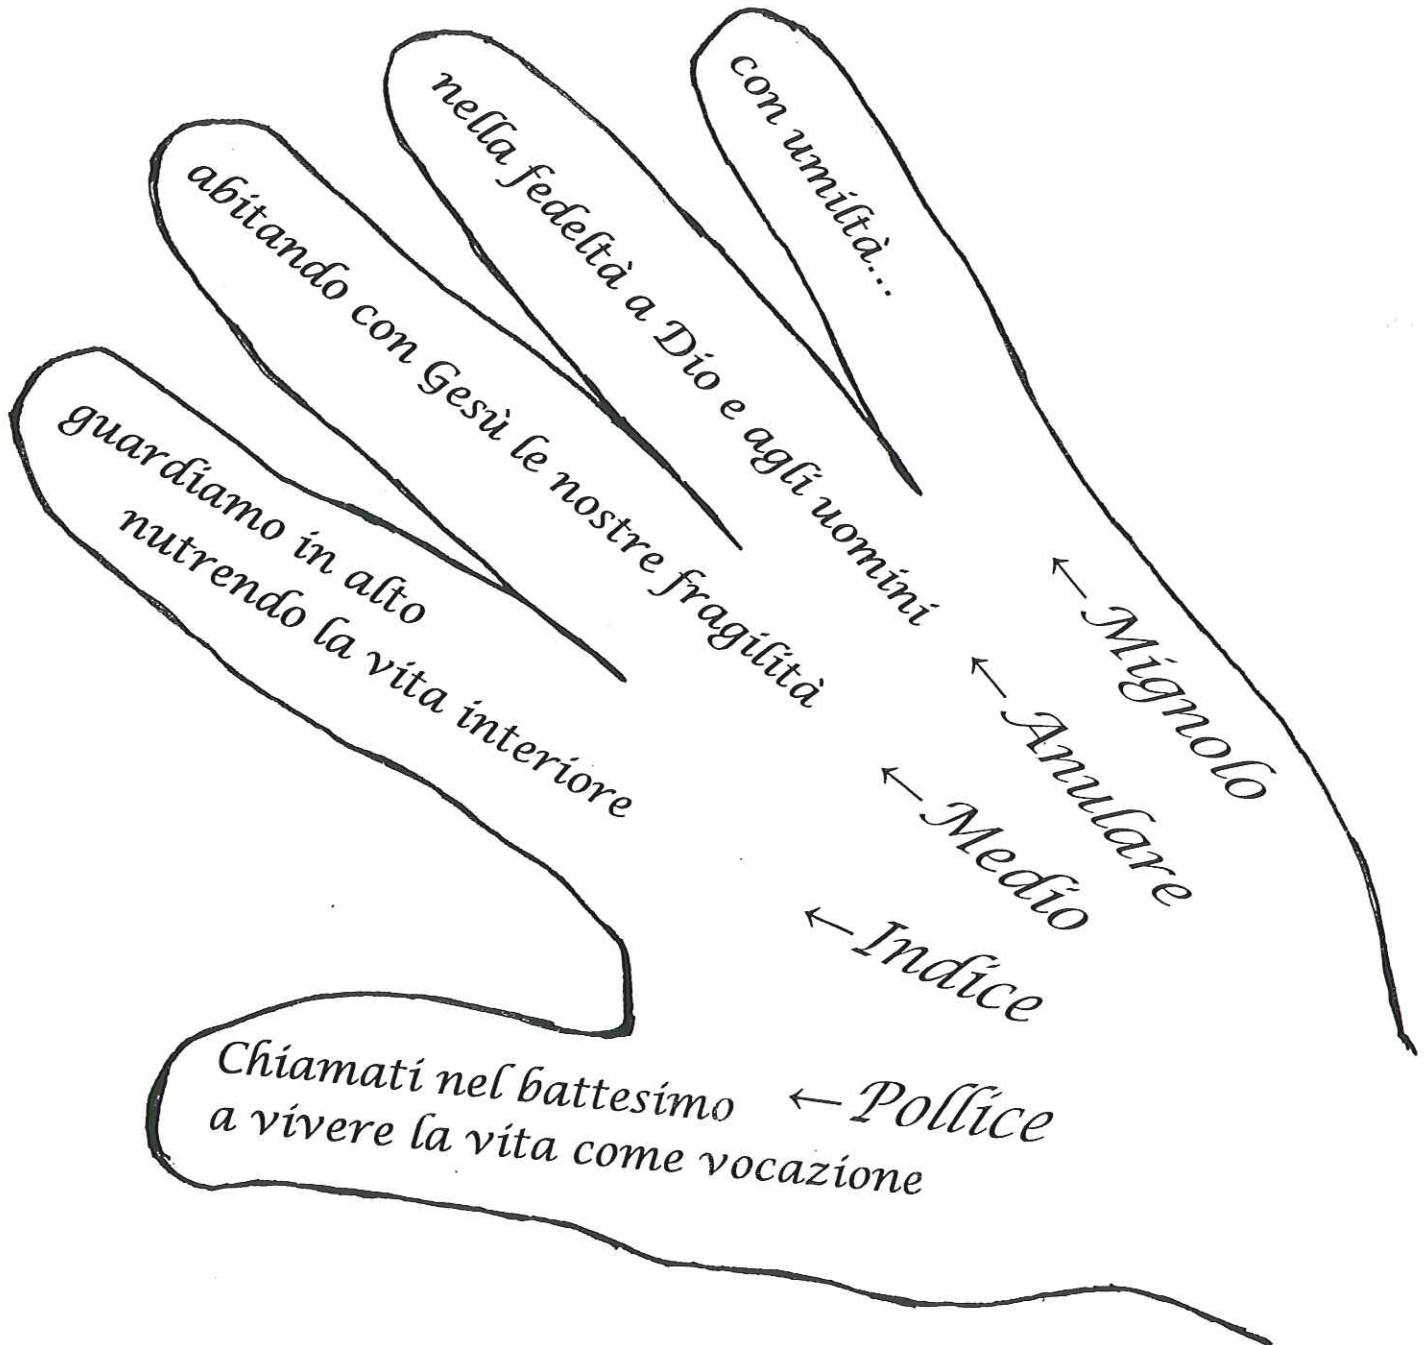 Chiamati nel battesimo
a vivere la vita come vocazione
← Pollice
guardiamo in alto
nutrendo la vita interiore
← Indice
abitando con Gesù le nostre fragilità
← Medio
nella fedeltà a Dio e agli uomini
← Anulare
con umiltà...
← Mignolo